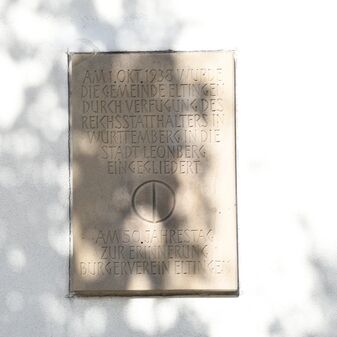 AM 1. OKT. 1938 WURDE
DIE GEMEINDE ELTINGEN
DURCH VERFÜGUNG DES
REICHSSTATTHALTERS IN
WÜRTTEMBERG IN DIE
STADT LEONBERG
EINGEGLIEDERT
AM 50. JAHRESTAG
ZUR ERINNERUNG
BÜRGERVEREIN ELTINGEN